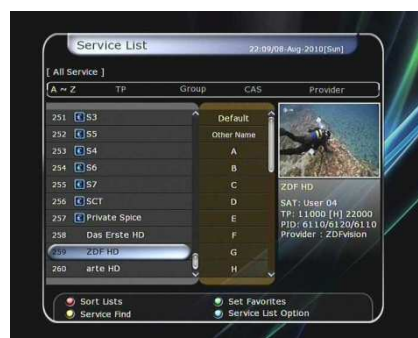 Service List
22:09/08-Aug-2010[Sun]
[ All Service ]
A ~ Z TP Group CAS Provider
251 € S3
252 € S5
253 € S4
254 € S6
255 € S7
256 € SCT
257 € Private Spice
258 Das Erste HD
259 ZDF HD
260 arte HD
Default
Other Name
A
B
C
D
E
F
G
H
ZDF HD
SAT: User 04
TP: 11000 [H] 22000
PID: 6110/6120/6110
Provider : ZDFvision
Sort Lists
Set Favorites
Service Find
Service List Option